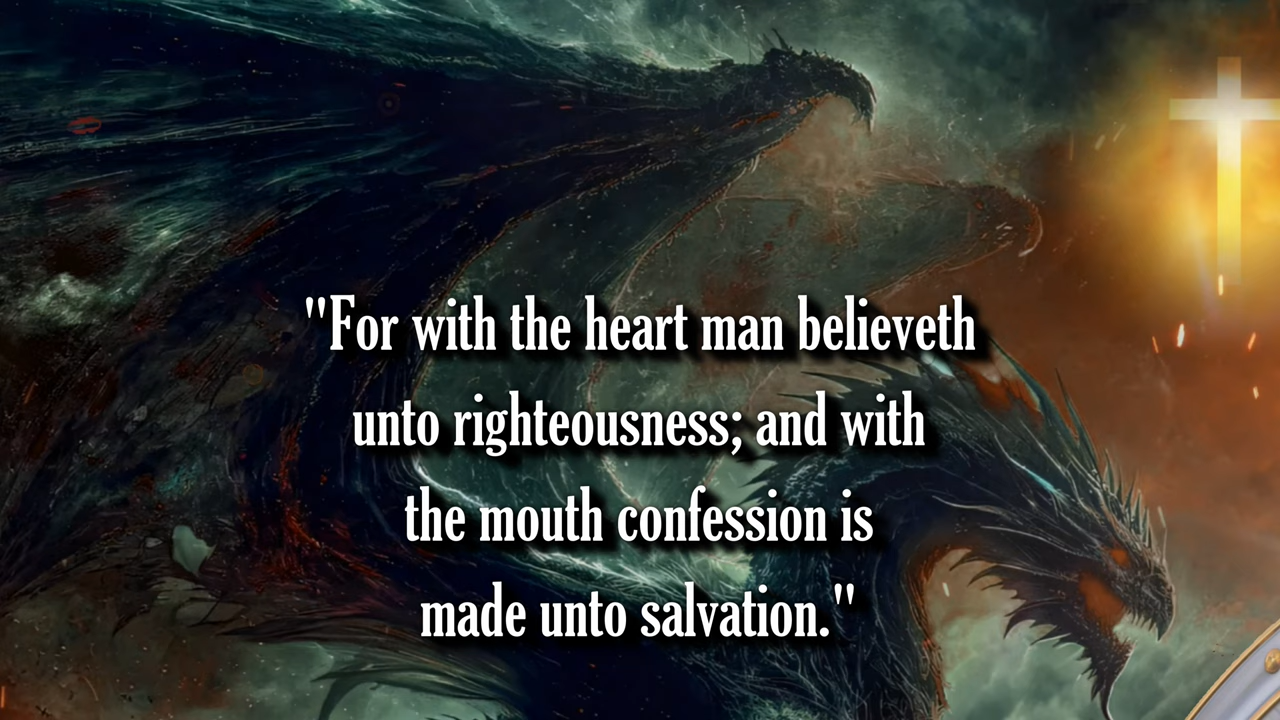 "For with the heart man believeth
unto righteousness; and with
the mouth confession is
made unto salvation."